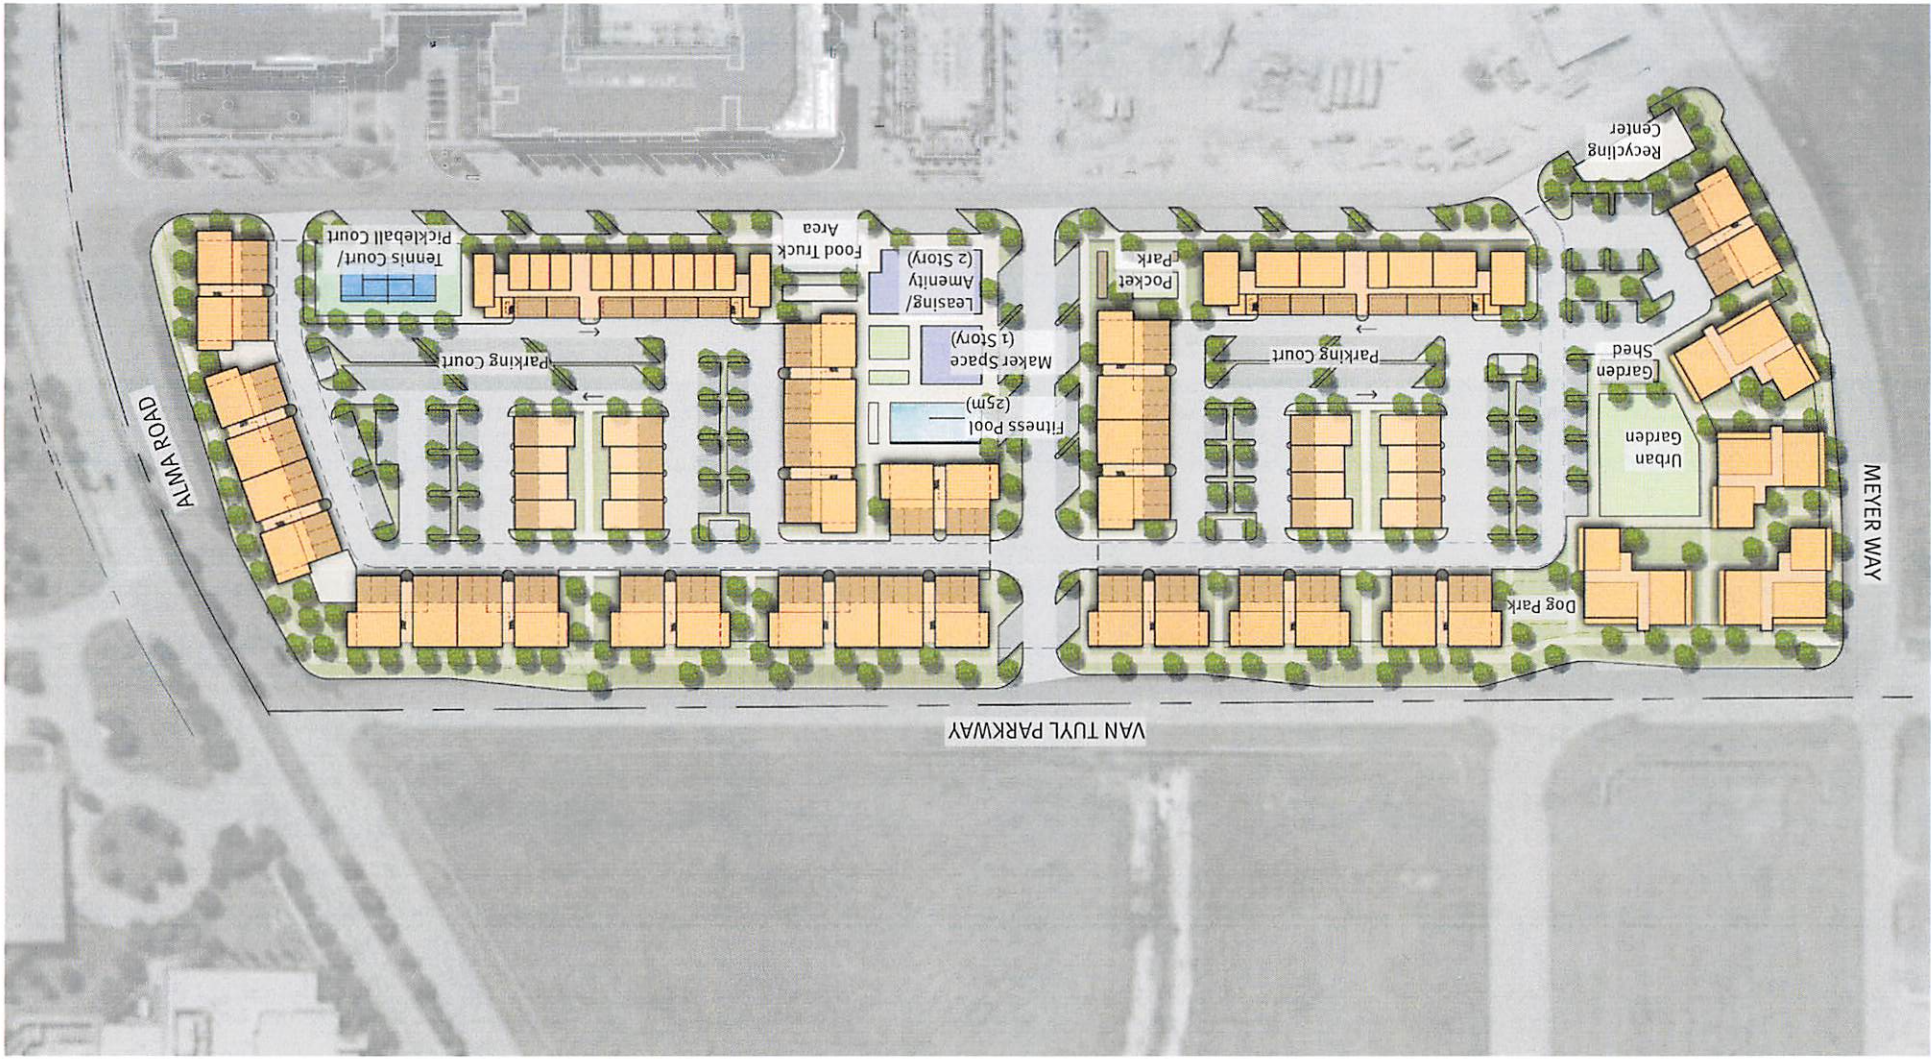 VAN TUYL PARKWAY
MEYER WAY
ALMA ROAD
Dog Park
Urban
Garden
Garden
Shed
Recycling
Center
Parking Court
Pocket
Park
Fitness Pool
(25m)
Maker Space
(1 Story)
Leasing/
Amenity
(2 Story)
Food Truck
Area
Parking Court
Tennis Court/
Pickleball Court